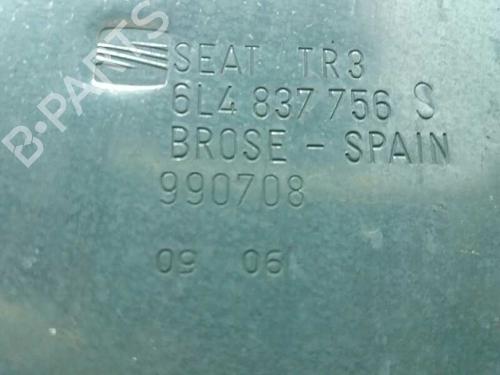 SEAT TR3
6L4 837 756 S
BROSE - SPAIN
990708
09 06
B-PARTS